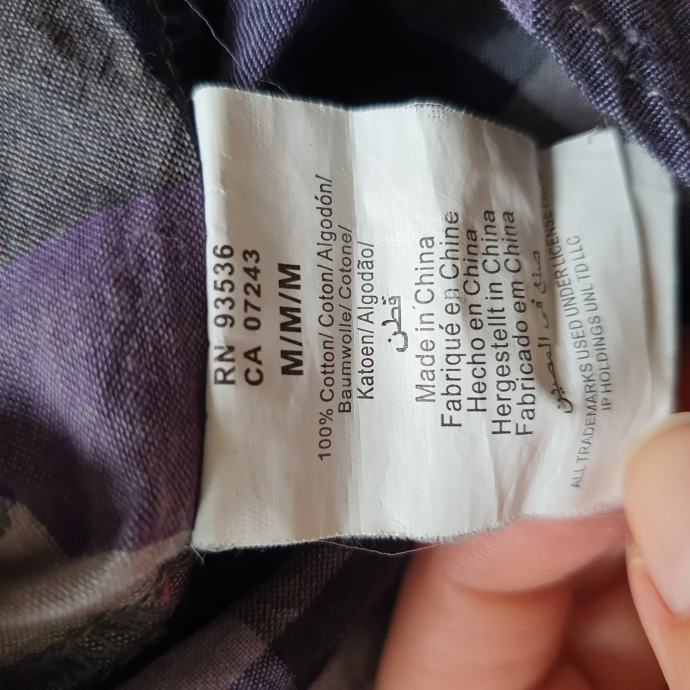 RN 93536
CA 07243
M/M/M
100% Cotton/ Coton/ Algodón/
Baumwolle/ Cotone/
Katoen/ Algodão/
قطن
Made in China
Fabriqué en Chine
Hecho en China
Hergestellt in China
Fabricado em China
صنع في الصين
ALL TRADEMARKS USED UNDER LICENSE
IP HOLDINGS UNLTD LLC